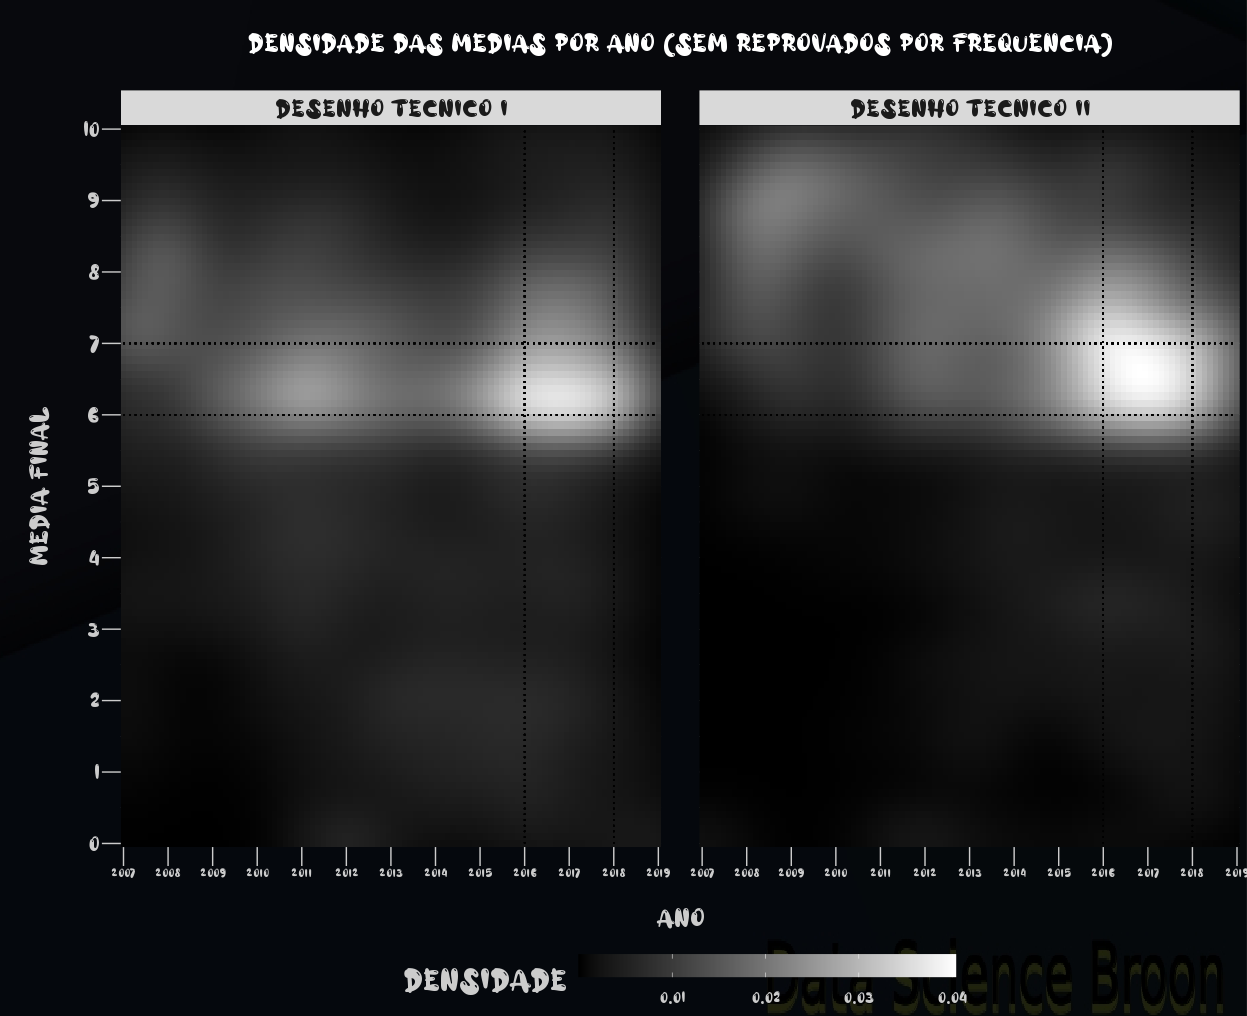 DENSIDADE DAS MEDIAS POR ANO (SEM REPROVADOS POR FREQUENCIA)
DESENHO TECNICO I
DESENHO TECNICO II
MEDIA FINAL
10
9
8
7
6
5
4
3
2
1
0
2007 2008 2009 2010 2011 2012 2013 2014 2015 2016 2017 2018 2019
2007 2008 2009 2010 2011 2012 2013 2014 2015 2016 2017 2018 2019
ANO
DENSIDADE
0.01 0.02 0.03 0.04
Data Science Broon